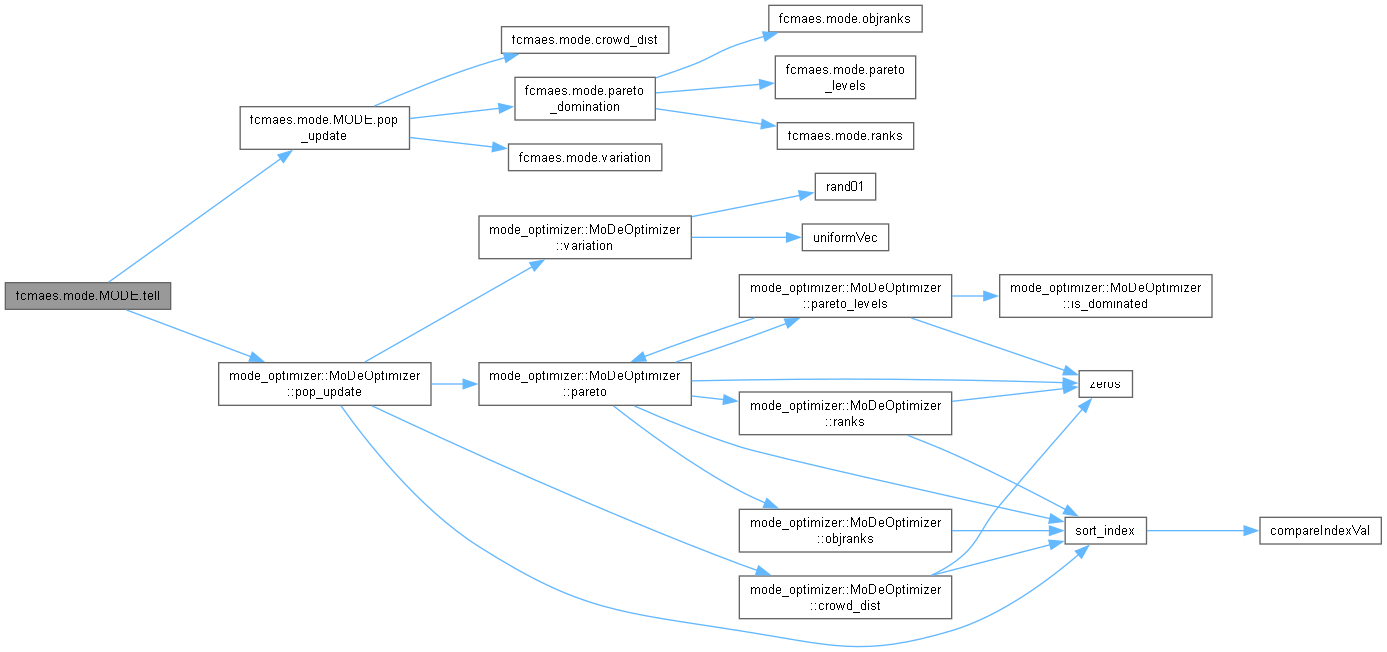 fcmaes.mode.objranks
fcmaes.mode.crowd_dist
fcmaes.mode.pareto
_levels
fcmaes.mode.pareto
_domination
fcmaes.mode.MODE.pop
_update
fcmaes.mode.ranks
fcmaes.mode.variation
rand01
mode_optimizer::MoDeOptimizer
::variation
uniformVec
fcmaes.mode.MODE.tell
mode_optimizer::MoDeOptimizer
::pareto_levels
mode_optimizer::MoDeOptimizer
::is_dominated
mode_optimizer::MoDeOptimizer
::pop_update
mode_optimizer::MoDeOptimizer
::pareto
zeros
mode_optimizer::MoDeOptimizer
::ranks
mode_optimizer::MoDeOptimizer
::objranks
sort_index
compareIndexVal
mode_optimizer::MoDeOptimizer
::crowd_dist